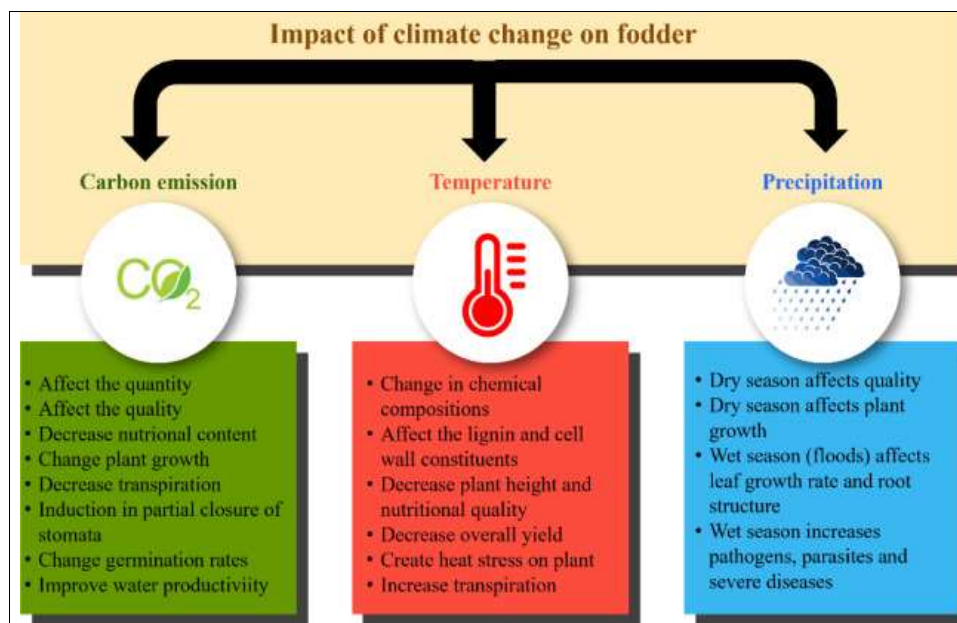 Impact of climate change on fodder
Carbon emission
Temperature
Precipitation
CO2
• Affect the quantity
• Affect the quality
• Decrease nutrional content
• Change plant growth
• Decrease transpiration
• Induction in partial closure of
stomata
• Change germination rates
• Improve water productiviity
• Change in chemical
compositions
• Affect the lignin and cell
wall constituents
• Decrease plant height and
nutritional quality
• Decrease overall yield
• Create heat stress on plant
• Increase transpiration
• Dry season affects quality
• Dry season affects plant
growth
• Wet season (floods) affects
leaf growth rate and root
structure
• Wet season increases
pathogens, parasites and
severe diseases